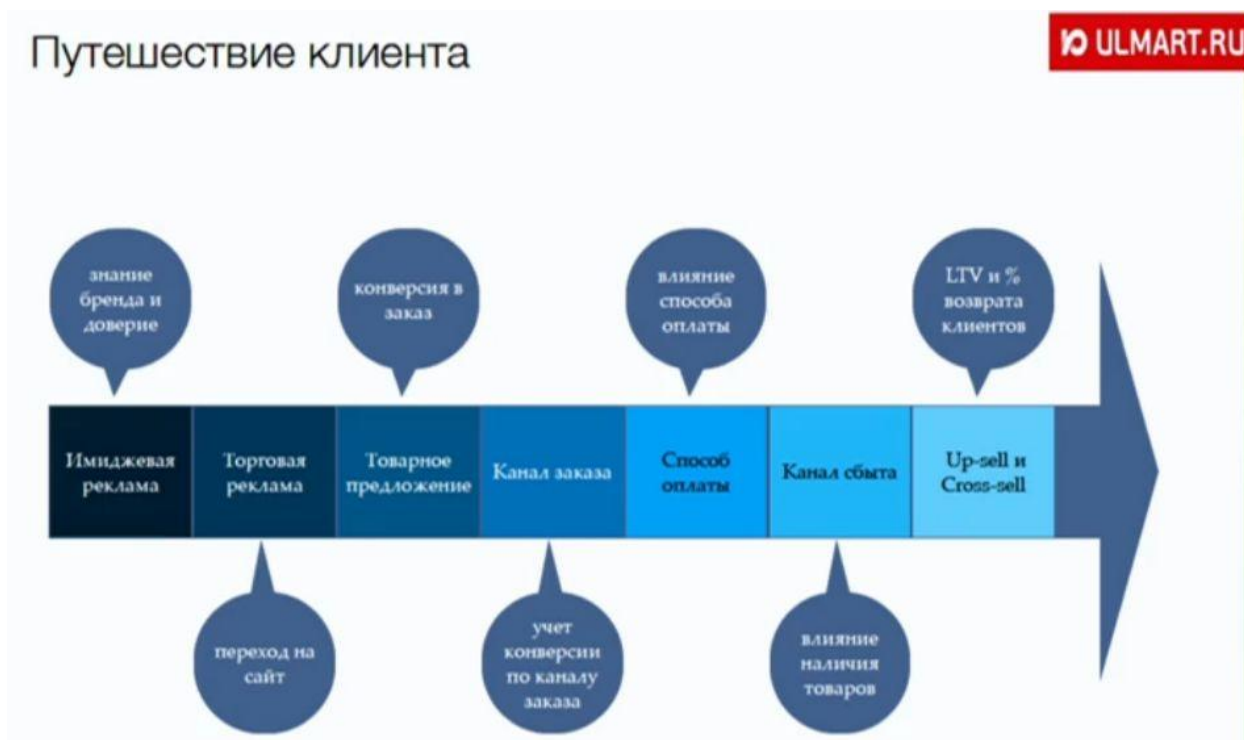 Путешествие клиента
ULMART.RU
знание
бренда и
доверие
конверсия в
заказ
влияние
способа
оплаты
LTV и %
возврата
клиентов
Имиджевая
реклама
Торговая
реклама
Товарное
предложение
Канал заказа
Способ
оплаты
Канал сбыта
Up-sell и
Cross-sell
переход на
сайт
учет
конверсии
по каналу
заказа
влияние
наличия
товаров